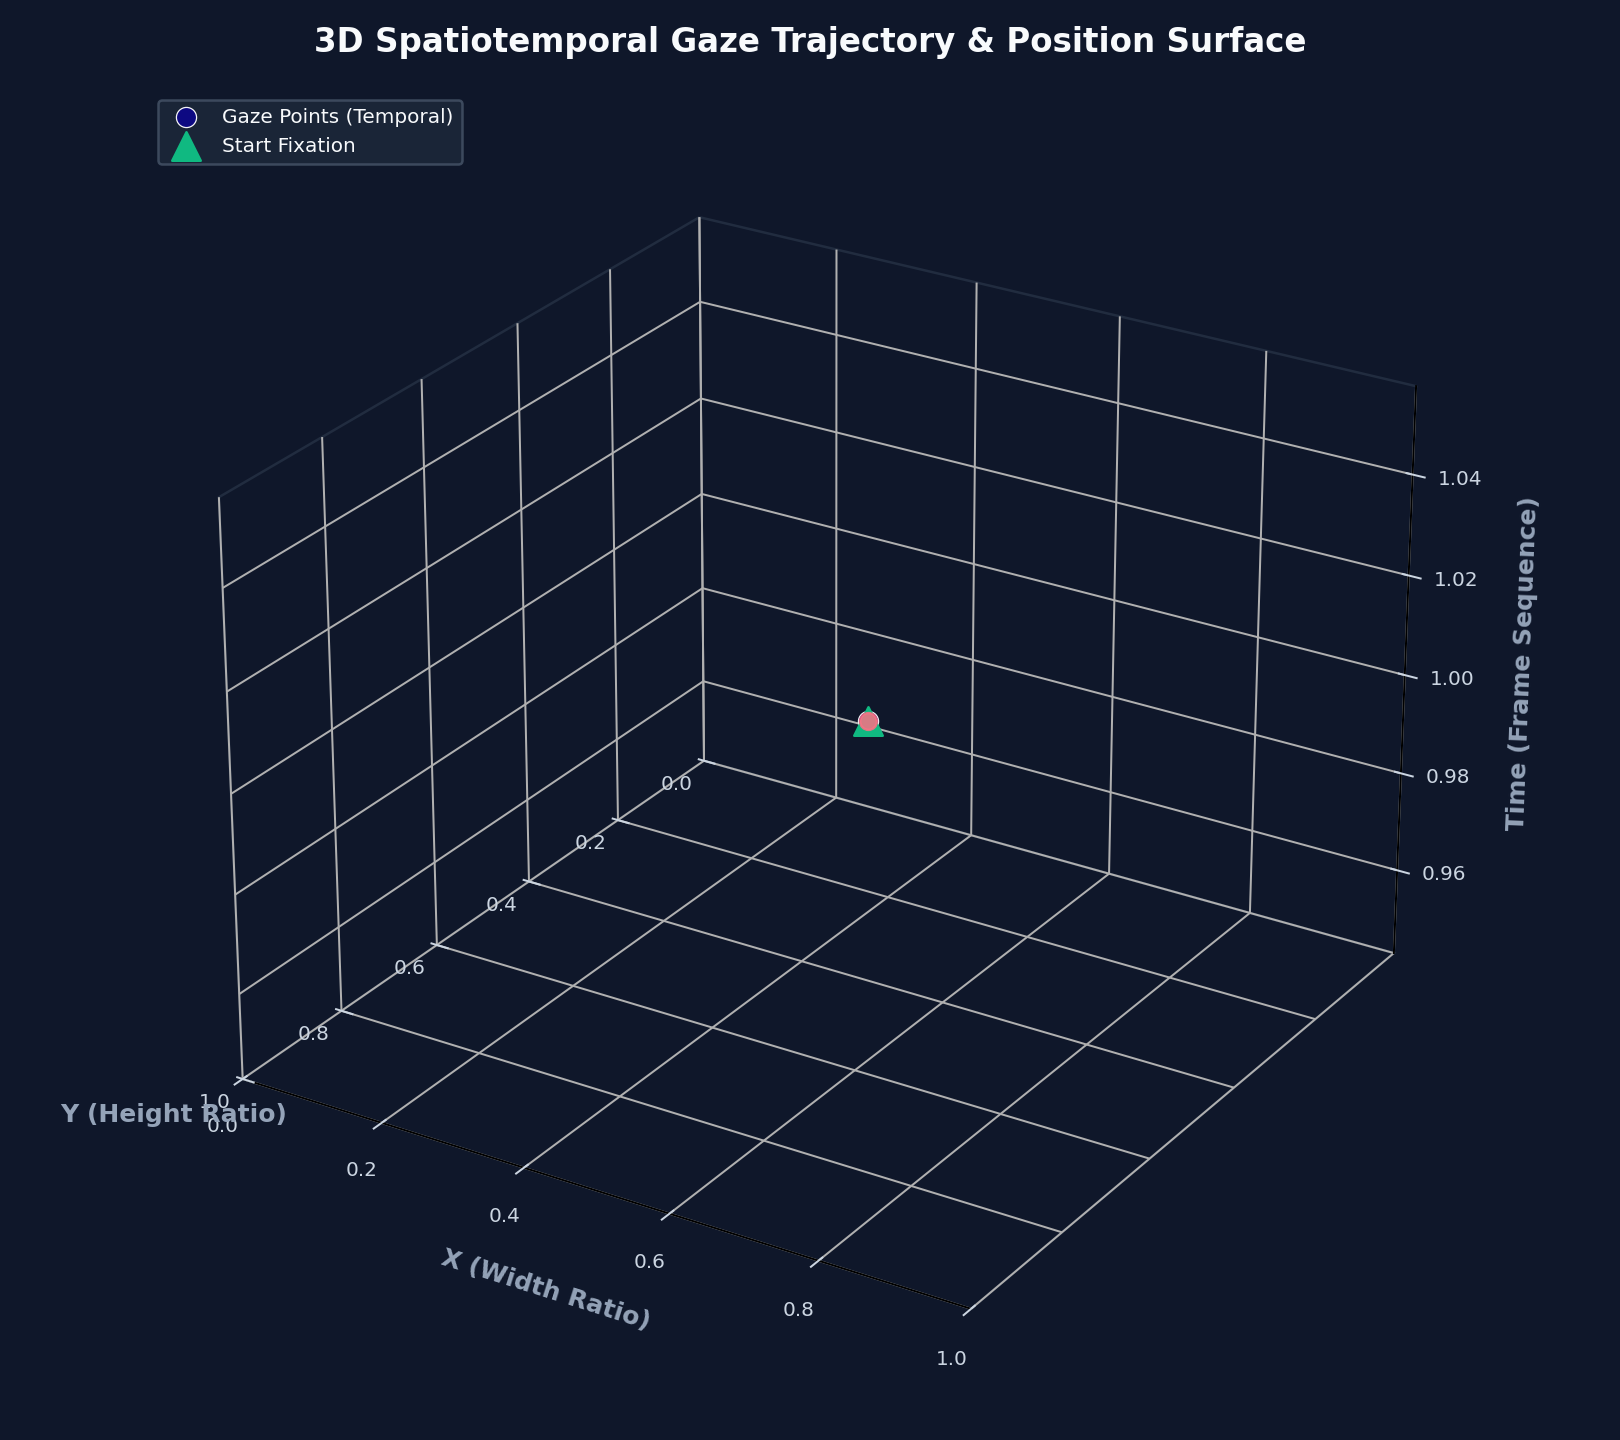 3D Spatiotemporal Gaze Trajectory & Position Surface
Gaze Points (Temporal)
Start Fixation
1.04
1.02
1.00
0.98
0.96
Time (Frame Sequence)
0.0
0.2
0.4
0.6
0.8
1.0
Y (Height Ratio)
0.0
0.2
0.4
0.6
0.8
1.0
X (Width Ratio)